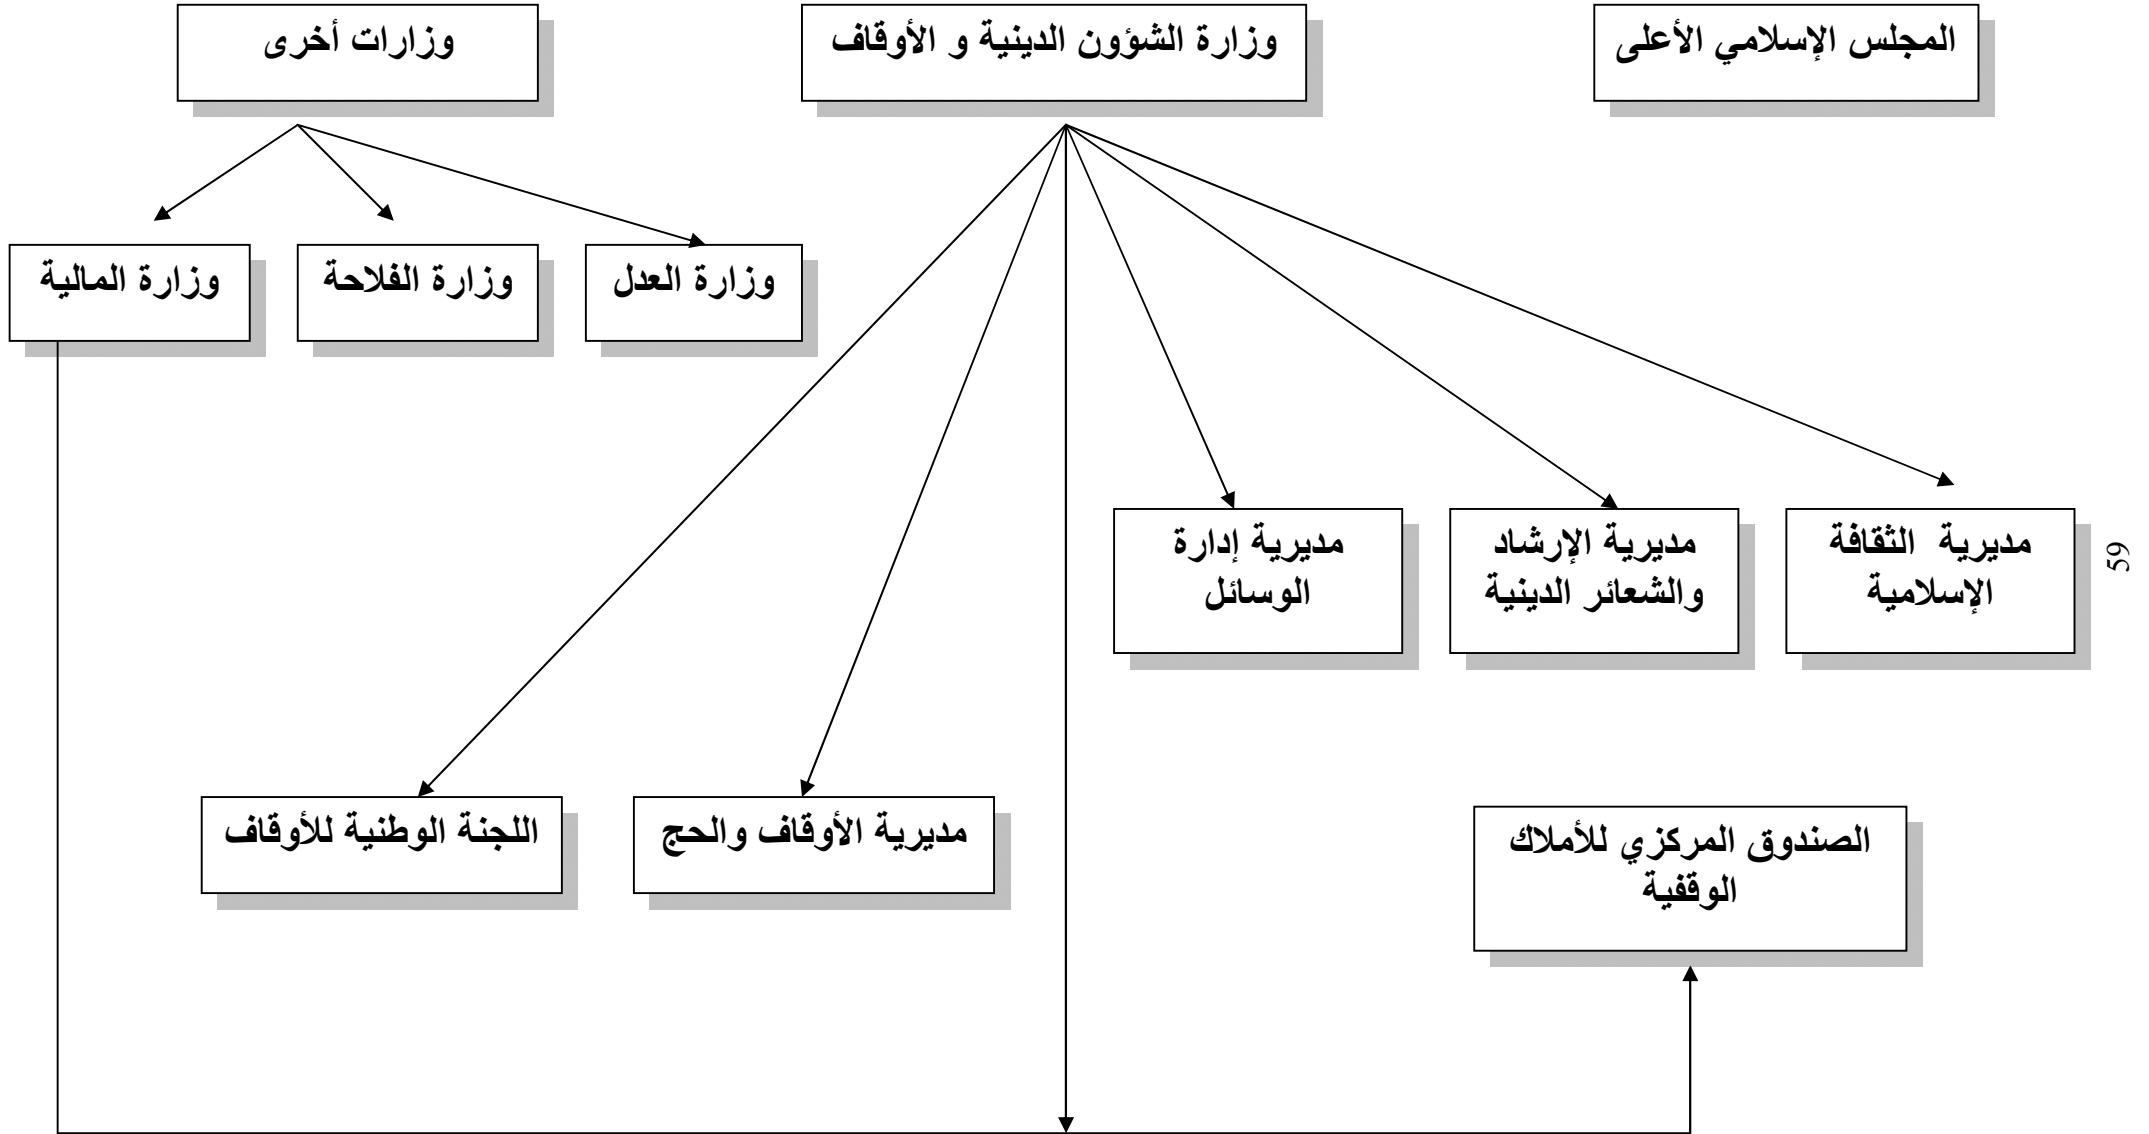 المجلس الإسلامي الأعلى
وزارة الشؤون الدينية و الأوقاف
وزارات أخرى
وزارة العدل
وزارة الفلاحة
وزارة المالية
مديرية الثقافة
الإسلامية
مديرية الإرشاد
والشعائر الدينية
مديرية إدارة
الوسائل
الصندوق المركزي للأملاك
الوقفية
مديرية الأوقاف والحج
اللجنة الوطنية للأوقاف
59